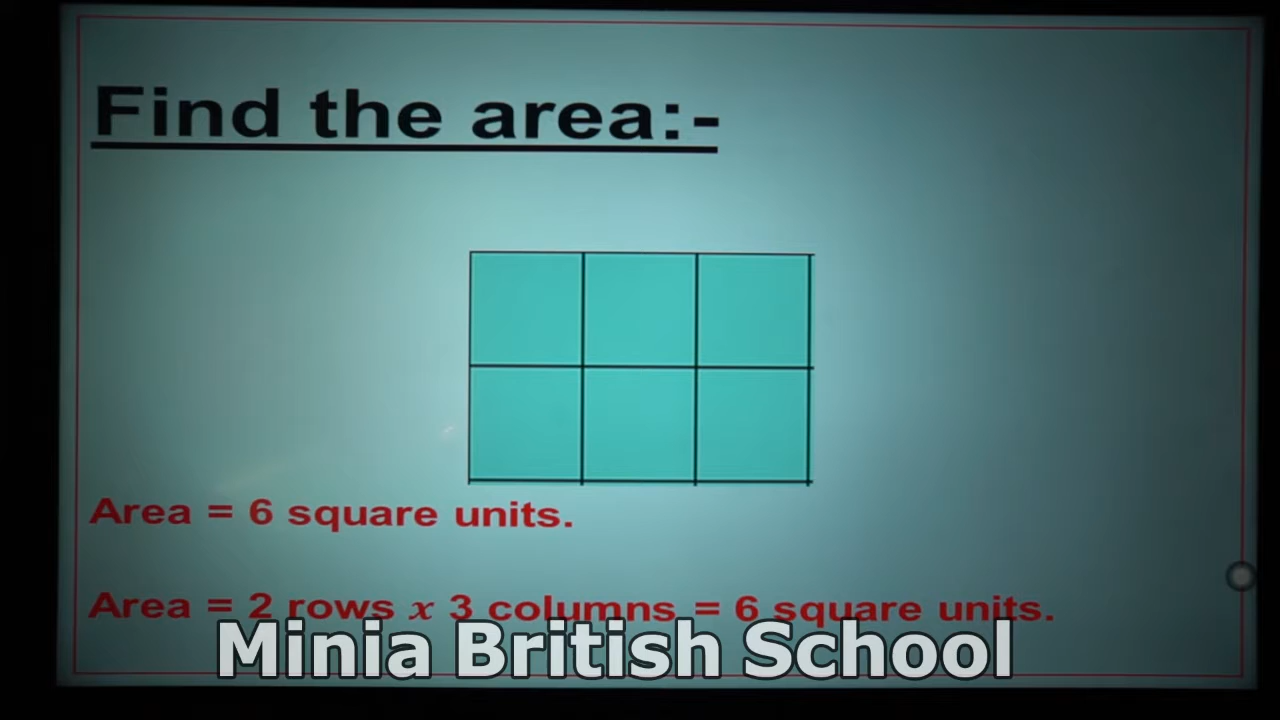 Find the area:-
Area = 6 square units.
Area = 2 rows x 3 columns = 6 square units.
Minia British School